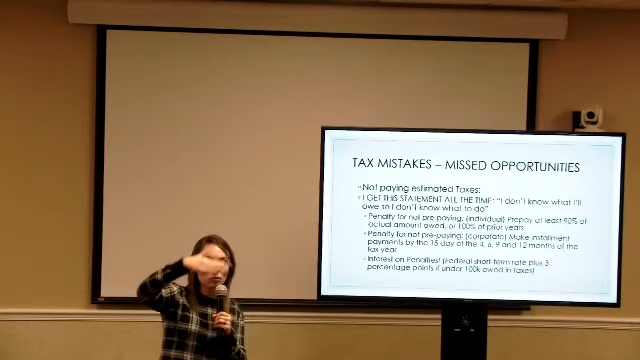 TAX MISTAKES – MISSED OPPORTUNITIES
Not paying estimated Taxes:
I GET THIS STATEMENT ALL THE TIME: "I don't know what I'll
owe so I don't know what to do"
Penalty for not pre-paying: (individual) Prepay at least 90% of
actual amount owed, or 100% of prior years
Penalty for not pre-paying: (corporate) Make installment
payments by the 15 day of the 4, 6, 9 and 12 months of the
tax year
Interest on Penalties! (Federal short-term rate plus 3
percentage points if under 100k owed in taxes)